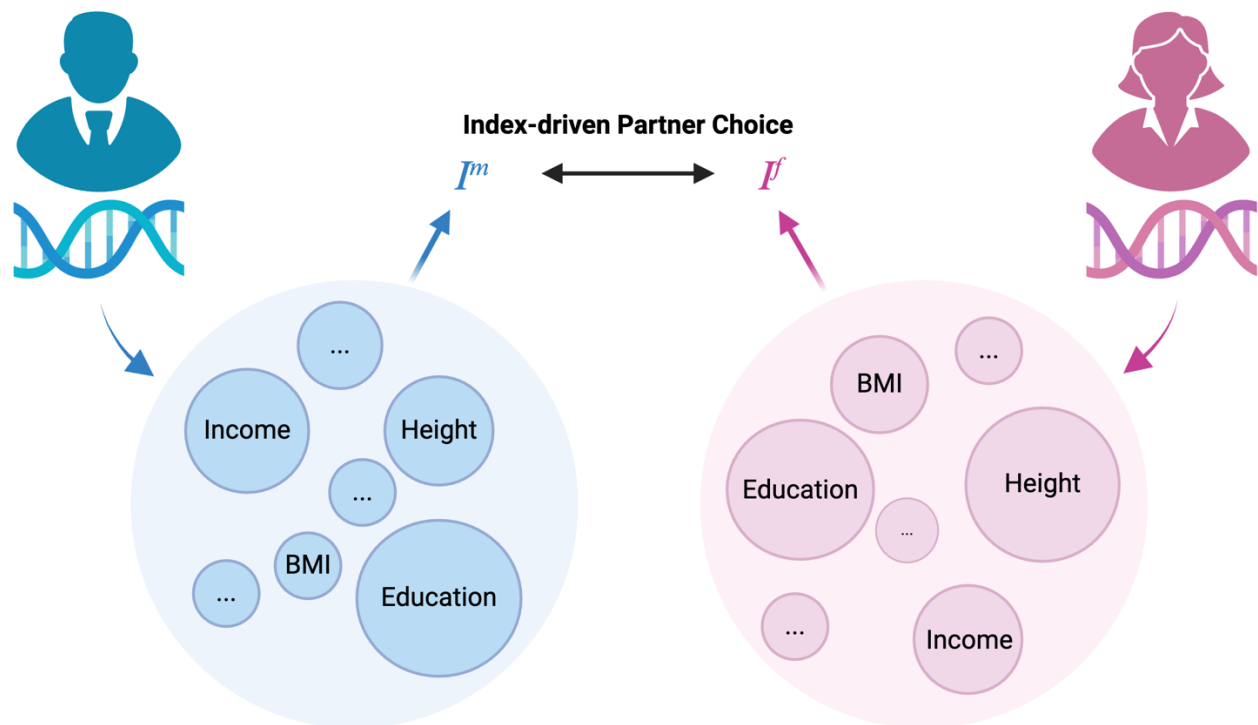 Index-driven Partner Choice
I^m
I^f
...
Income
Height
...
BMI
...
Education
...
BMI
Education
Height
...
...
Income